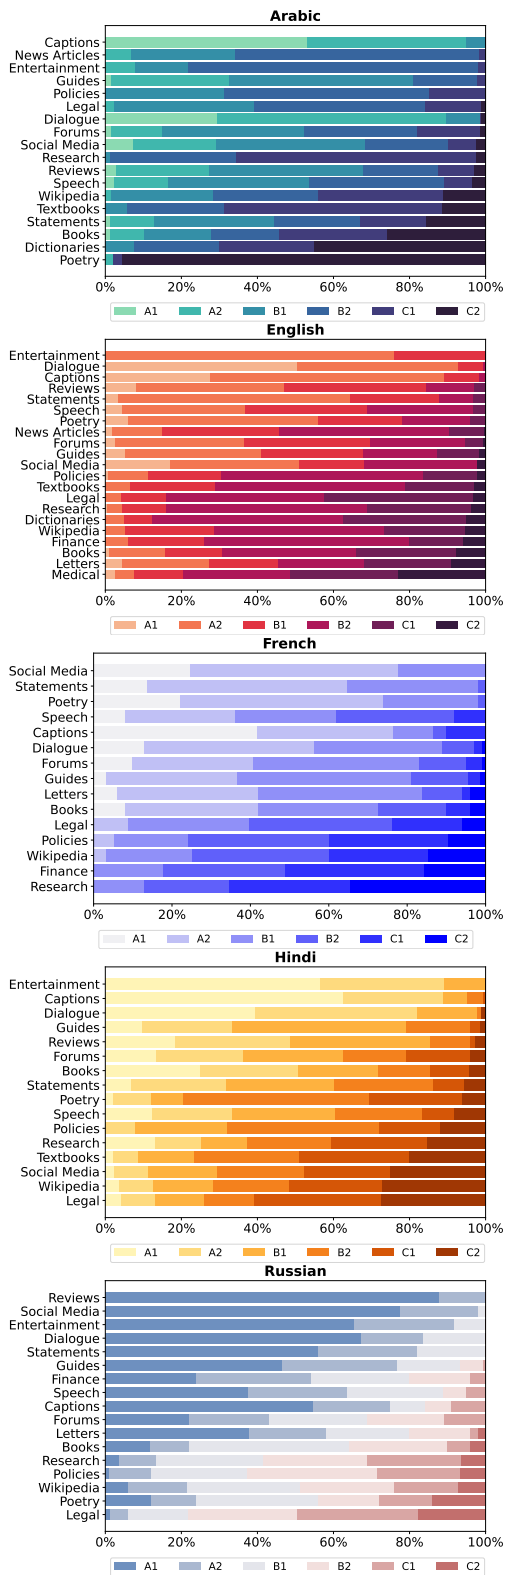 Arabic
Captions
News Articles
Entertainment
Guides
Policies
Legal
Dialogue
Forums
Social Media
Research
Reviews
Speech
Wikipedia
Textbooks
Statements
Books
Dictionaries
Poetry
0% 20% 40% 60% 80% 100%
A1 A2 B1 B2 C1 C2
English
Entertainment
Dialogue
Captions
Reviews
Statements
Speech
Poetry
News Articles
Forums
Guides
Social Media
Policies
Textbooks
Legal
Research
Dictionaries
Wikipedia
Finance
Books
Letters
Medical
0% 20% 40% 60% 80% 100%
A1 A2 B1 B2 C1 C2
French
Social Media
Statements
Poetry
Speech
Captions
Dialogue
Forums
Guides
Letters
Books
Legal
Policies
Wikipedia
Finance
Research
0% 20% 40% 60% 80% 100%
A1 A2 B1 B2 C1 C2
Hindi
Entertainment
Captions
Dialogue
Guides
Reviews
Forums
Books
Statements
Poetry
Speech
Policies
Research
Textbooks
Social Media
Wikipedia
Legal
0% 20% 40% 60% 80% 100%
A1 A2 B1 B2 C1 C2
Russian
Reviews
Social Media
Entertainment
Dialogue
Statements
Guides
Finance
Speech
Captions
Forums
Letters
Books
Research
Policies
Wikipedia
Poetry
Legal
0% 20% 40% 60% 80% 100%
A1 A2 B1 B2 C1 C2